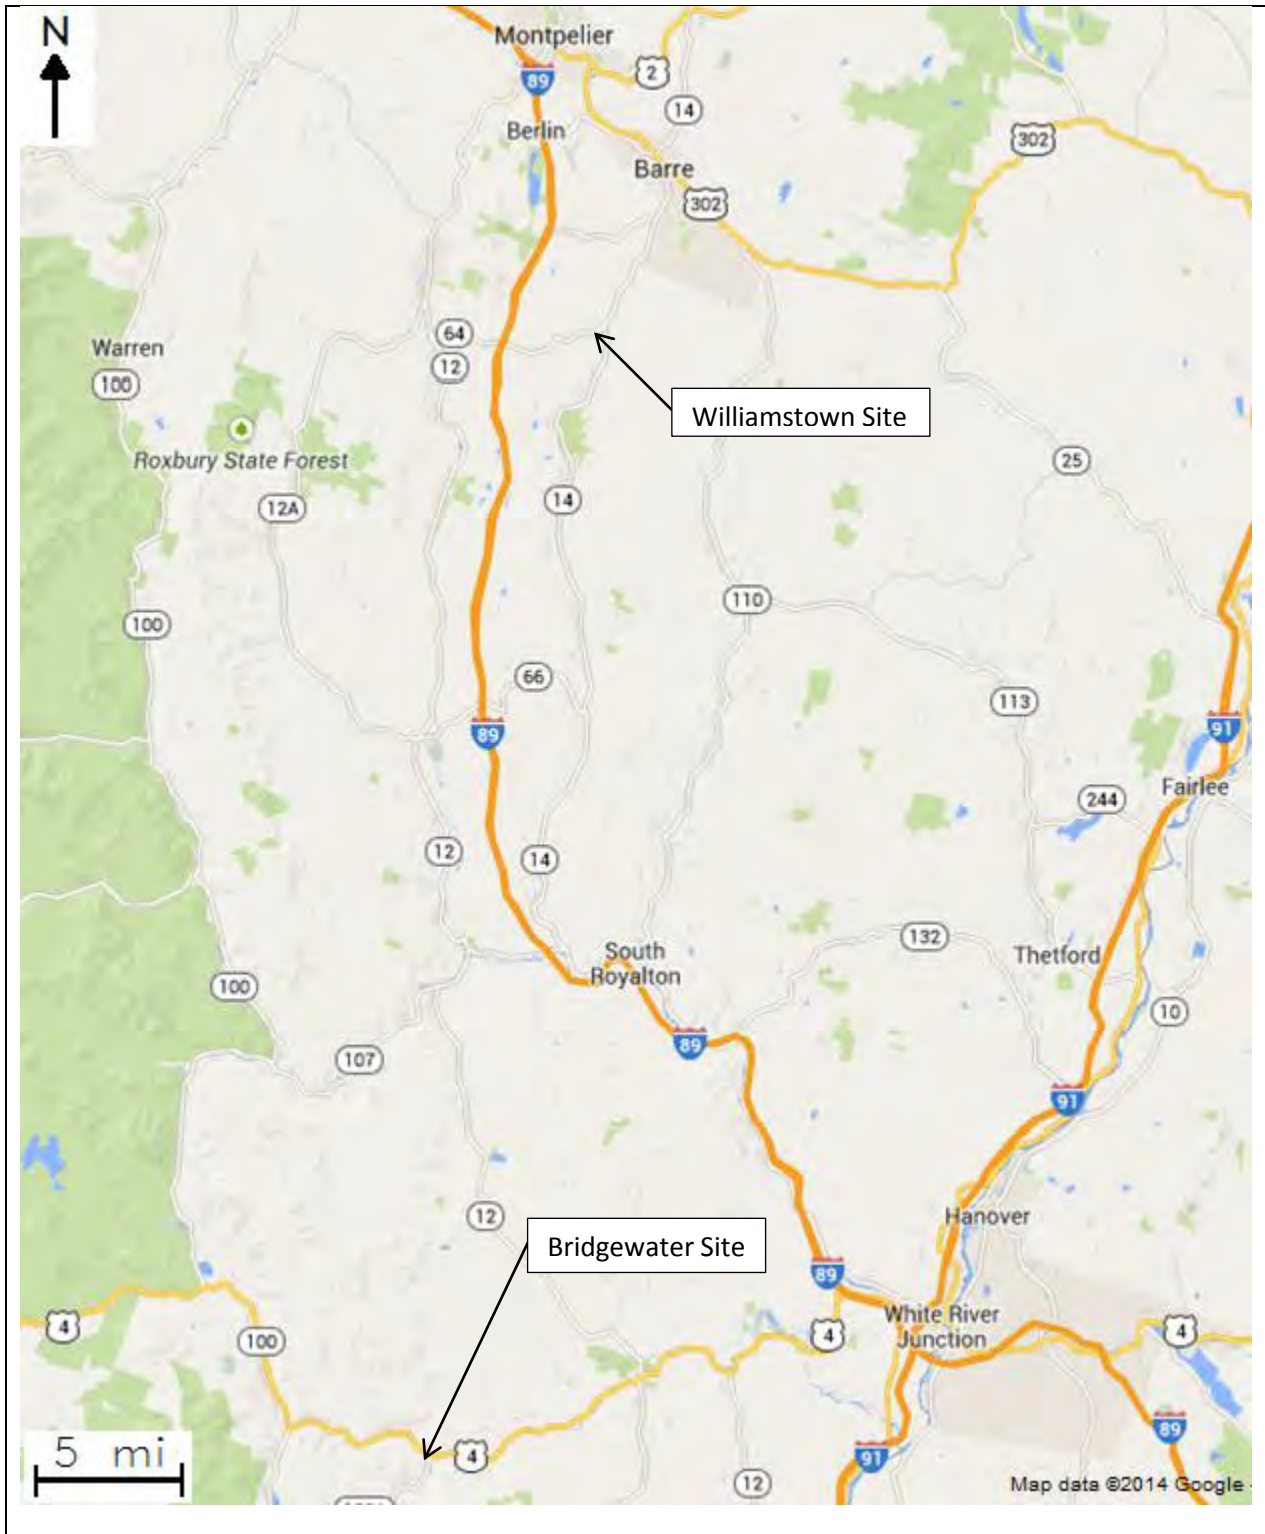 N
Montpelier
89
2
14
Berlin
302
Barre
302
64
12
Warren
100
Williamstown Site
Roxbury State Forest
25
12A
14
110
100
66
113
89
91
Fairlee
244
12
14
132
South
Royalton
Thetford
100
10
89
107
91
12
Hanover
Bridgewater Site
89
White River
Junction
4
4
4
100
5 mi
4
89
91
12
Map data ©2014 Google